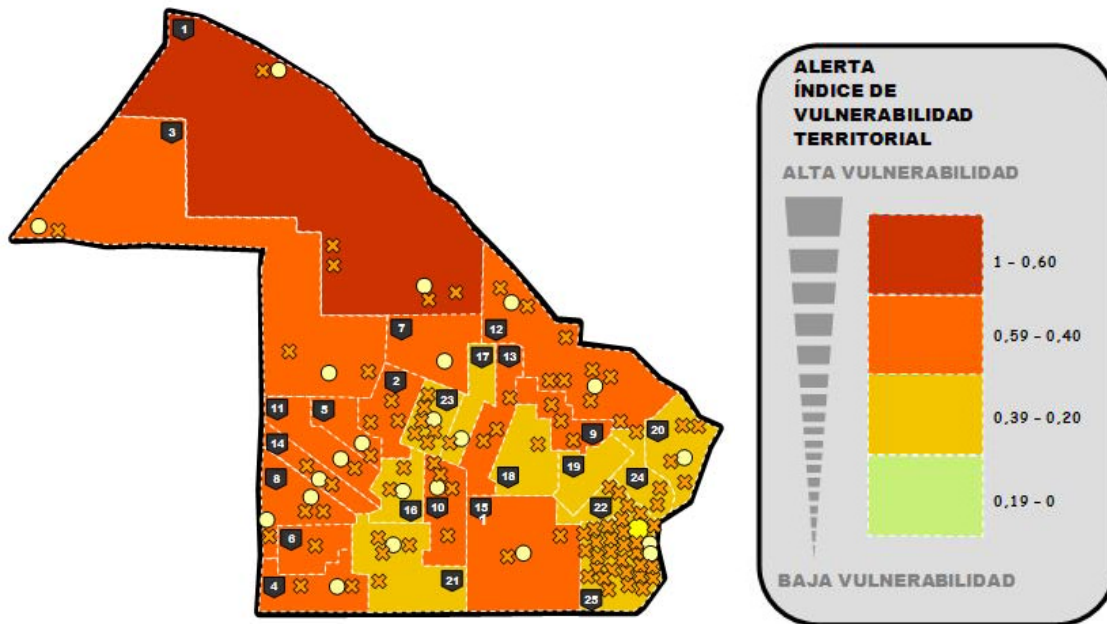 1
3
7
12
17
13
2
23
11
5
14
8
9
20
19
24
18
16
10
15
1
22
6
4
21
25
ALERTA
ÍNDICE DE
VULNERABILIDAD
TERRITORIAL
ALTA VULNERABILIDAD
1 - 0,60
0,59 - 0,40
0,39 - 0,20
0,19 - 0
BAJA VULNERABILIDAD